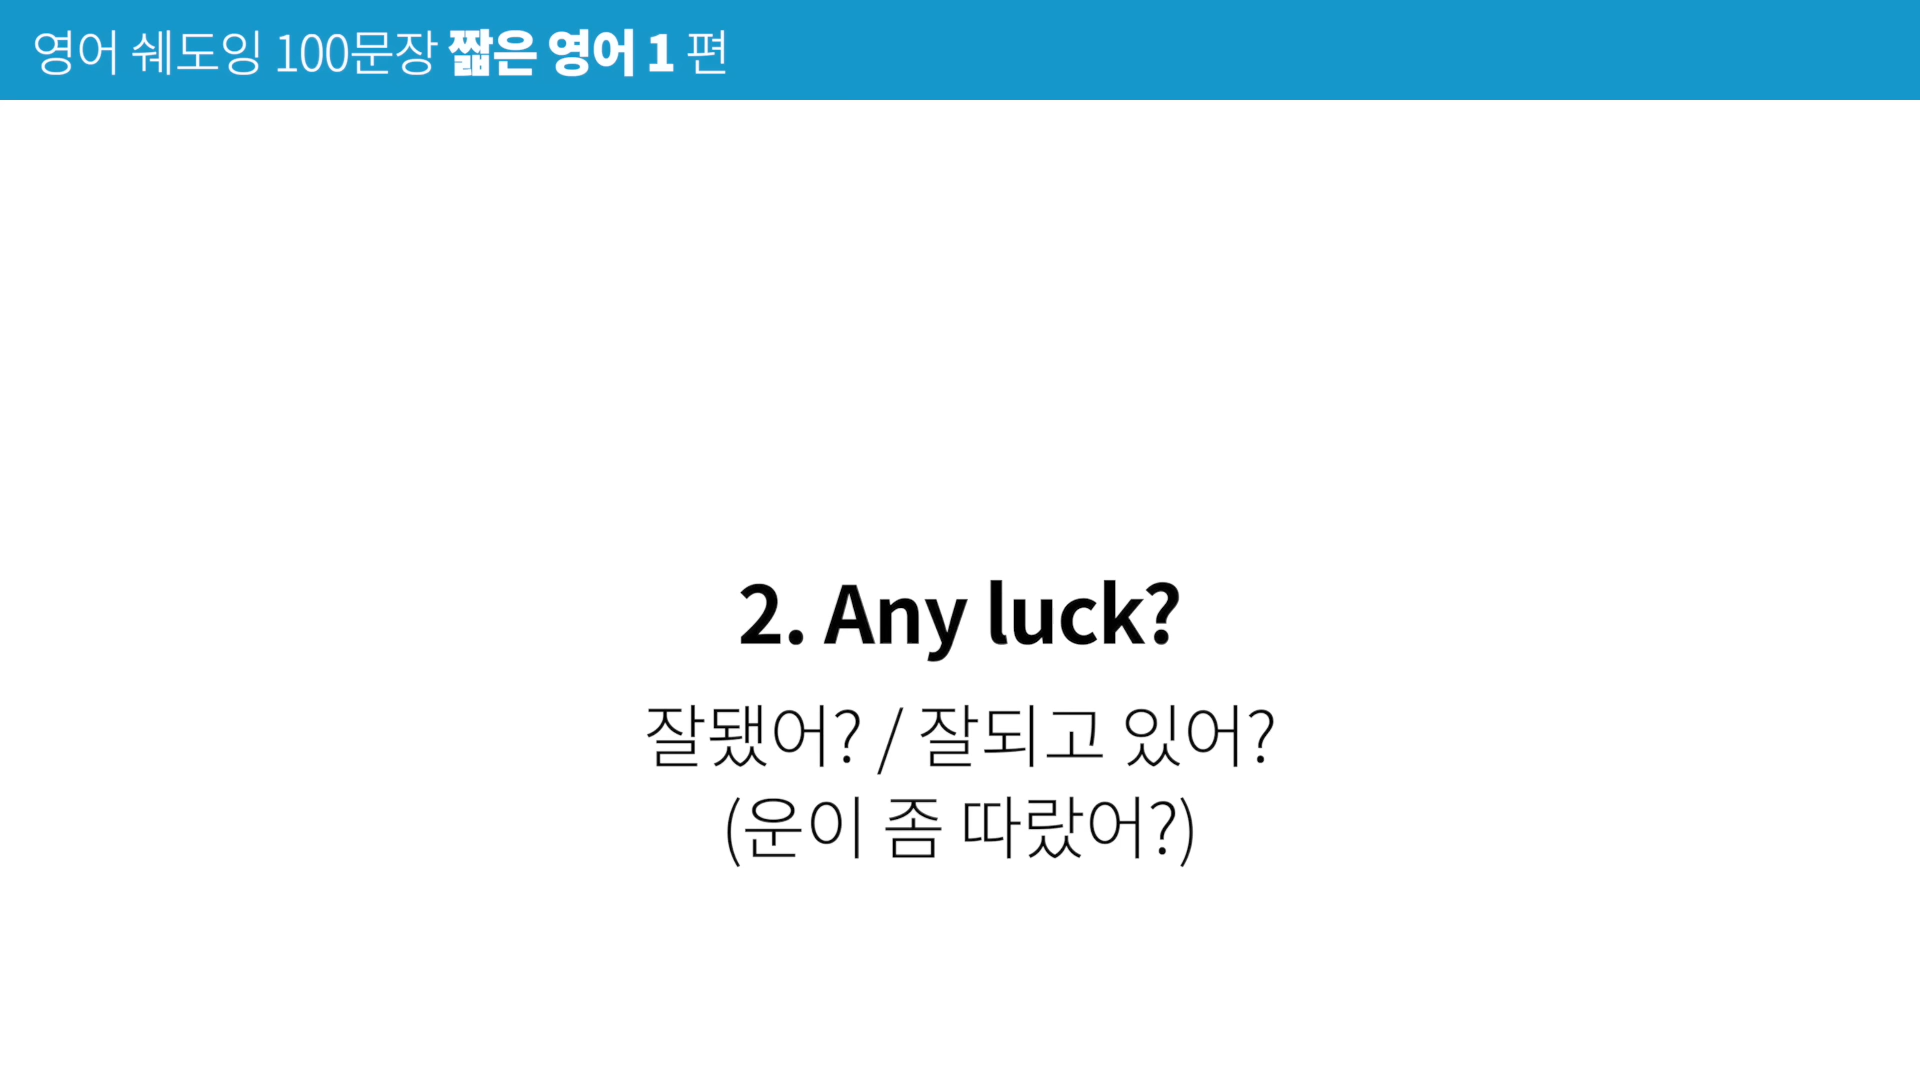 영어 쉐도잉 100문장 짧은 영어 1 편
2. Any luck?
잘됐어? / 잘되고 있어?
(운이 좀 따랐어?)